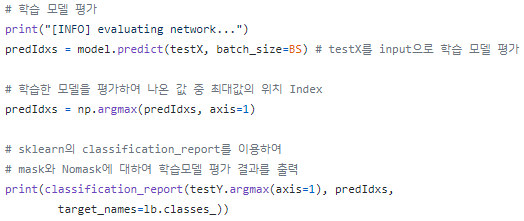 # 학습 모델 평가
print("[INFO] evaluating network...")
predIdxs = model.predict(testX, batch_size=BS) # testX를 input으로 학습 모델 평가
# 학습한 모델을 평가하여 나온 값 중 최대값의 위치 Index
predIdxs = np.argmax(predIdxs, axis=1)
# sklearn의 classification_report를 이용하여
# mask와 Nomask에 대하여 학습모델 평가 결과를 출력
print(classification_report(testY.argmax(axis=1), predIdxs,
target_names=lb.classes_))